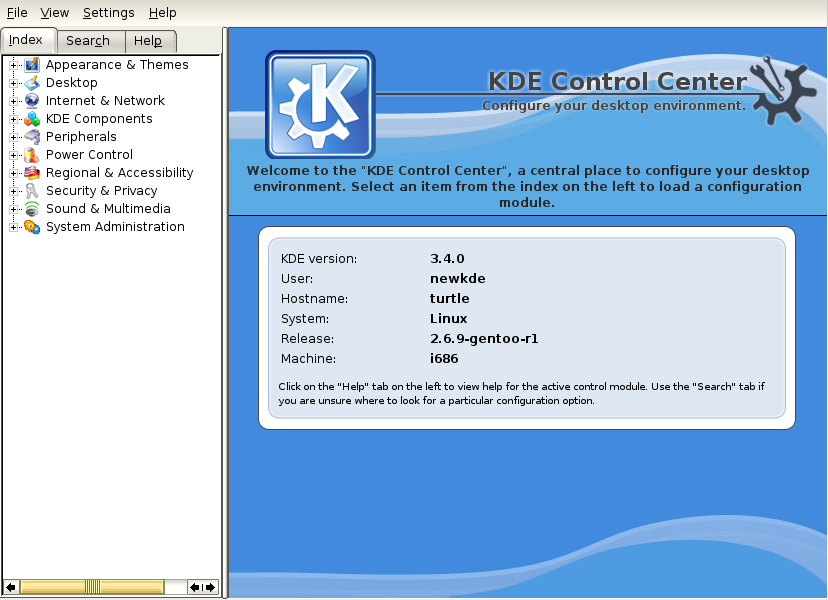 File View Settings Help
Index Search Help
Appearance & Themes
Desktop
Internet & Network
KDE Components
Peripherals
Power Control
Regional & Accessibility
Security & Privacy
Sound & Multimedia
System Administration
K
KDE Control Center
Configure your desktop environment.
Welcome to the "KDE Control Center", a central place to configure your desktop
environment. Select an item from the index on the left to load a configuration
module.
KDE version: 3.4.0
User: newkde
Hostname: turtle
System: Linux
Release: 2.6.9-gentoo-r1
Machine: i686
Click on the "Help" tab on the left to view help for the active control module. Use the "Search" tab if
you are unsure where to look for a particular configuration option.